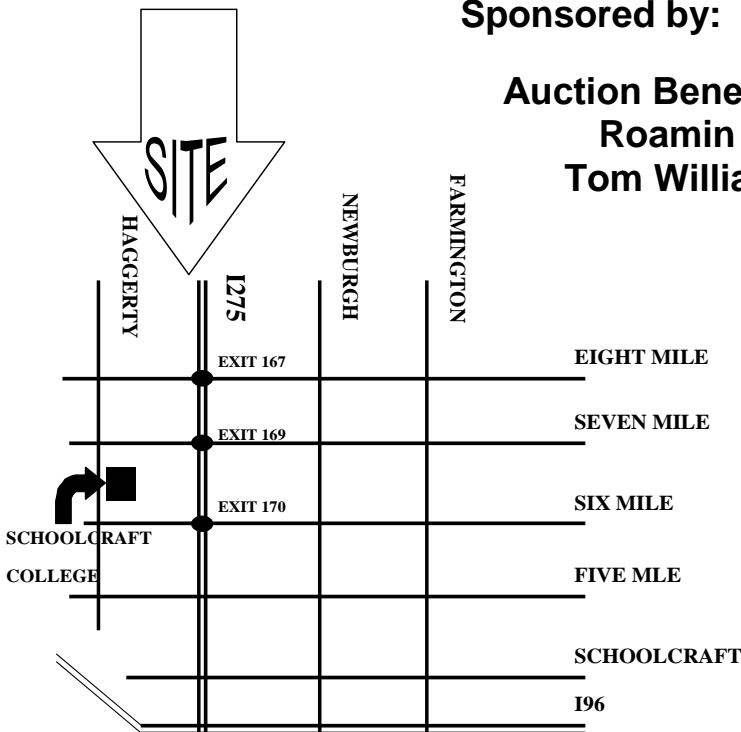 Sponsored by:
Auction Bene
Roamin
Tom Willia
SITE
HAGGERTY
I275
NEWBURGH
FARMINGTON
EXIT 167
EIGHT MILE
EXIT 169
SEVEN MILE
EXIT 170
SIX MILE
SCHOOLCRAFT
COLLEGE
FIVE MLE
SCHOOLCRAFT
I96